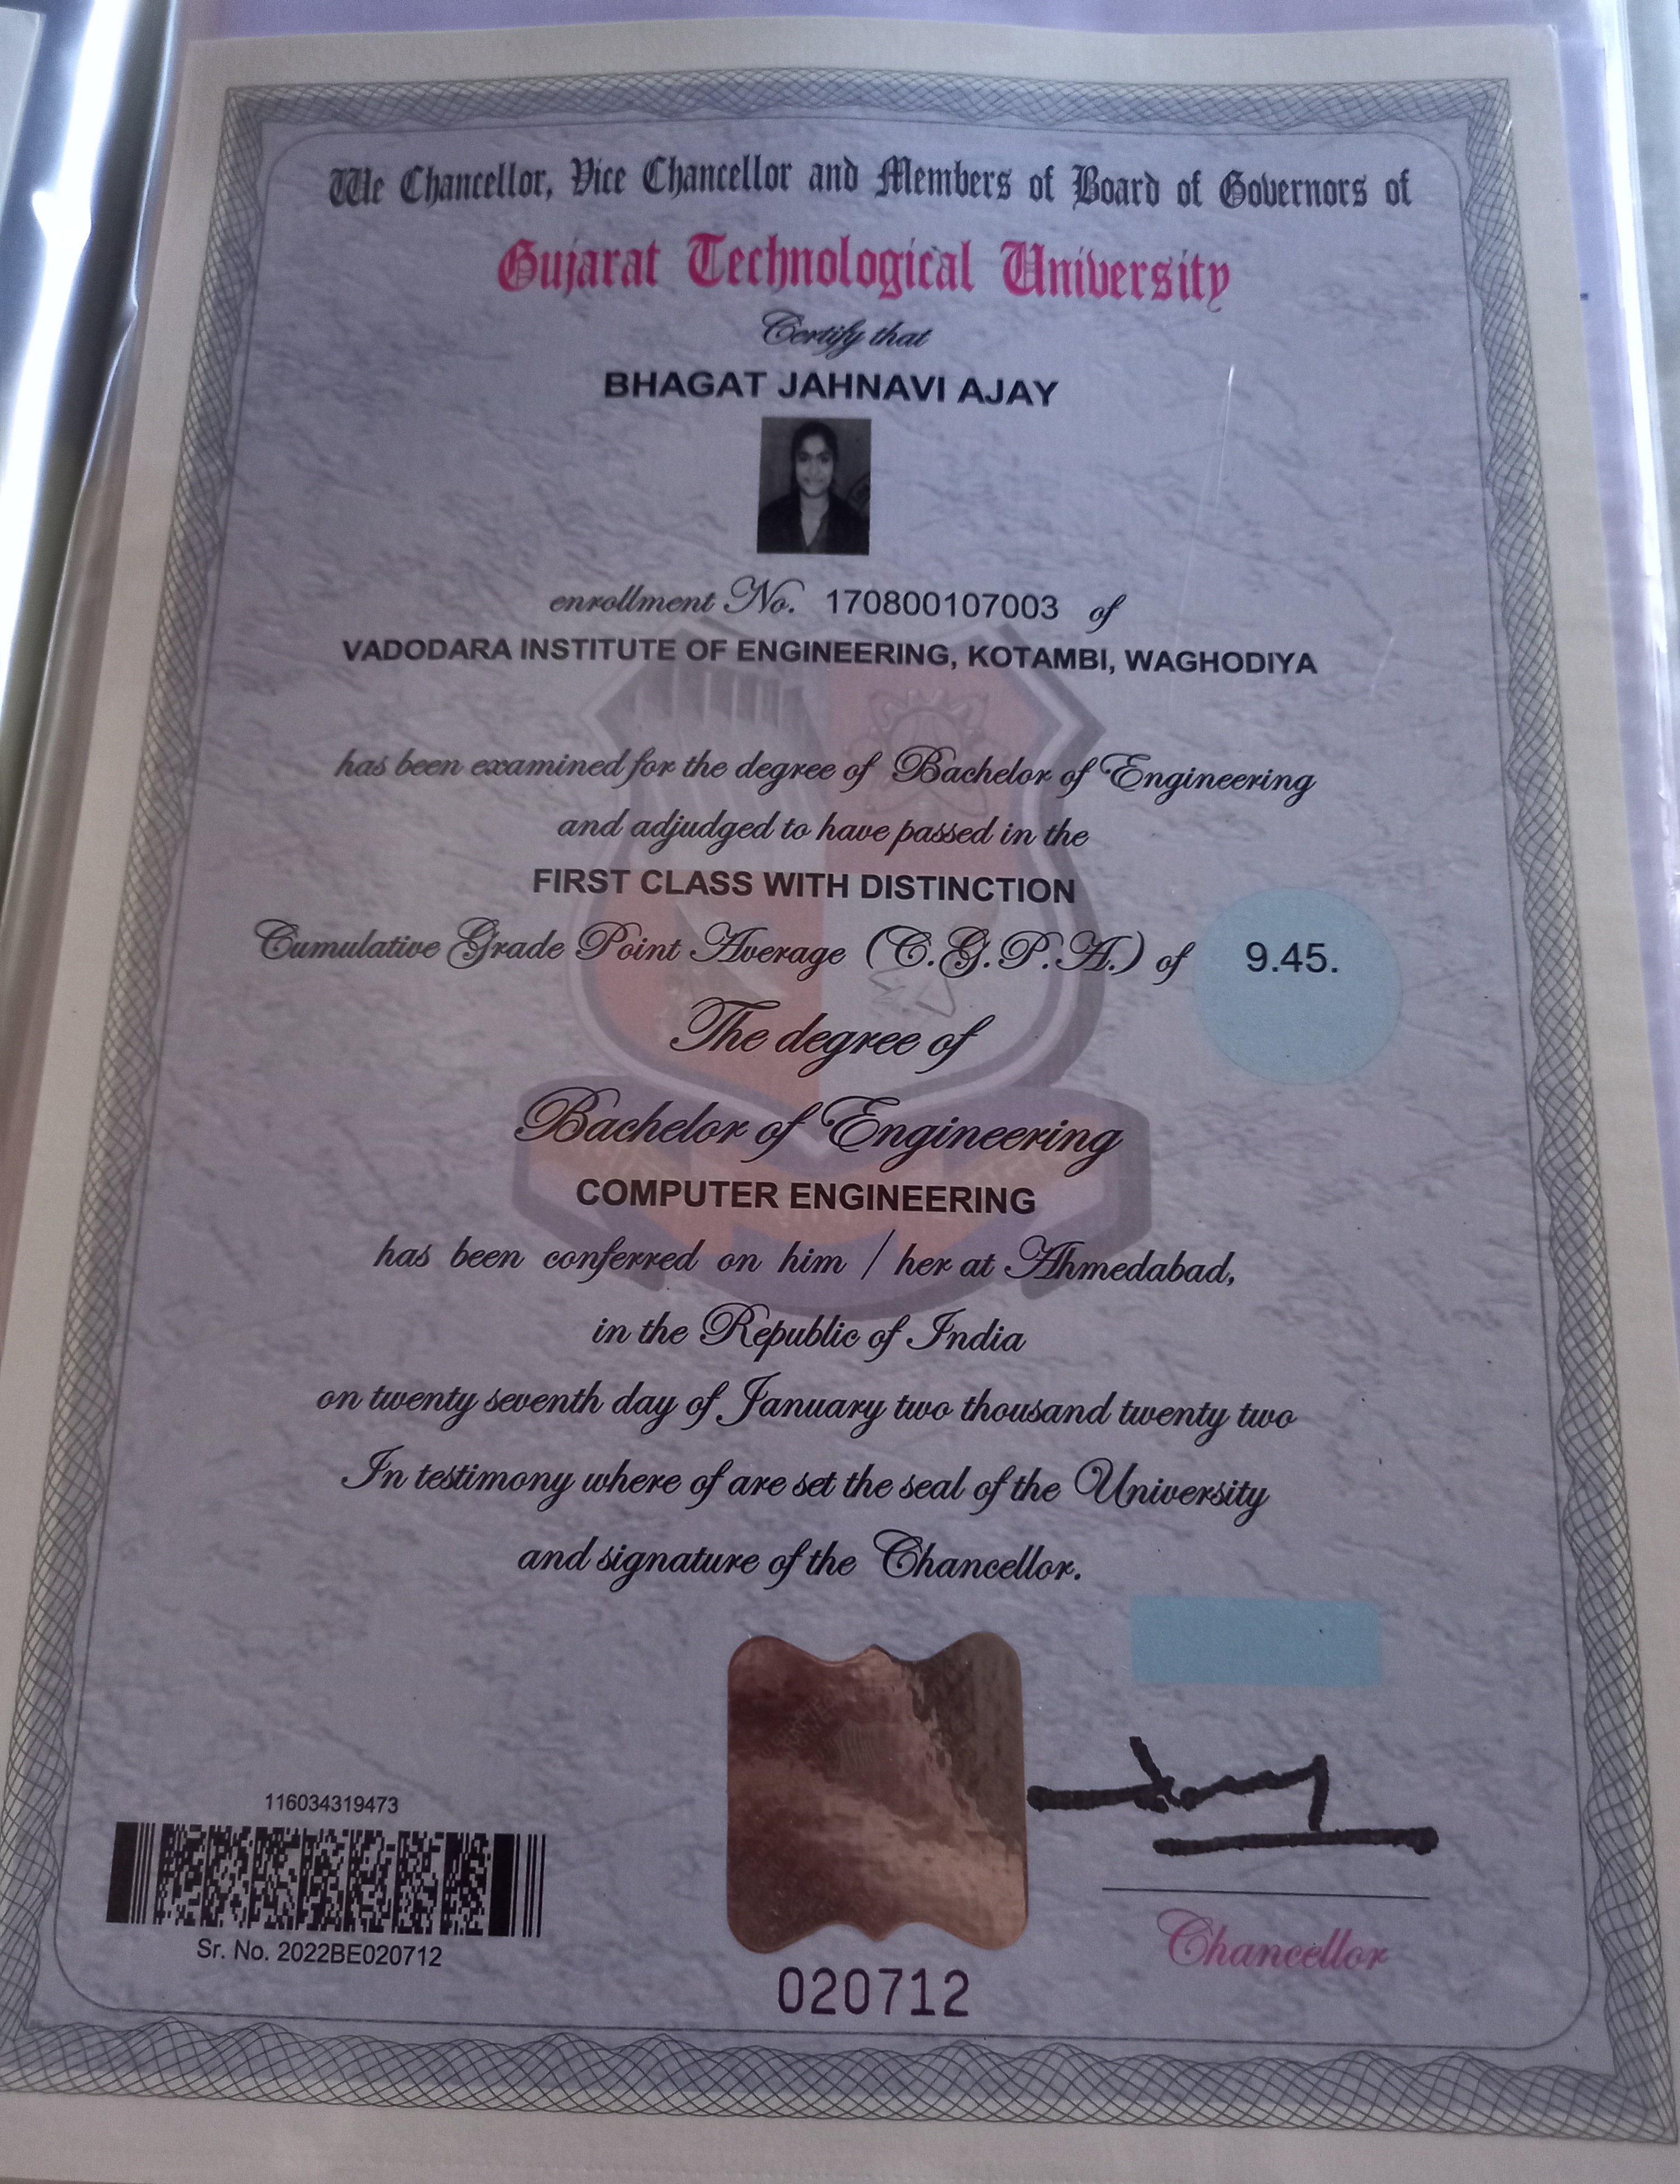 We Chancellor, Vice Chancellor and Members of Board of Governors of
Gujarat Technological University
Certify that
BHAGAT JAHNAVI AJAY
enrollment No. 170800107003 of
VADODARA INSTITUTE OF ENGINEERING, KOTAMBI, WAGHODIYA
has been examined for the degree of Bachelor of Engineering
and adjudged to have passed in the
FIRST CLASS WITH DISTINCTION
Cumulative Grade Point Average (C.G.P.A.) of 9.45.
The degree of
Bachelor of Engineering
COMPUTER ENGINEERING
has been conferred on him / her at Ahmedabad,
in the Republic of India
on twenty seventh day of January two thousand twenty two
In testimony where of are set the seal of the University
and signature of the Chancellor.
116034319473
Sr. No. 2022BE020712
020712
Chancellor